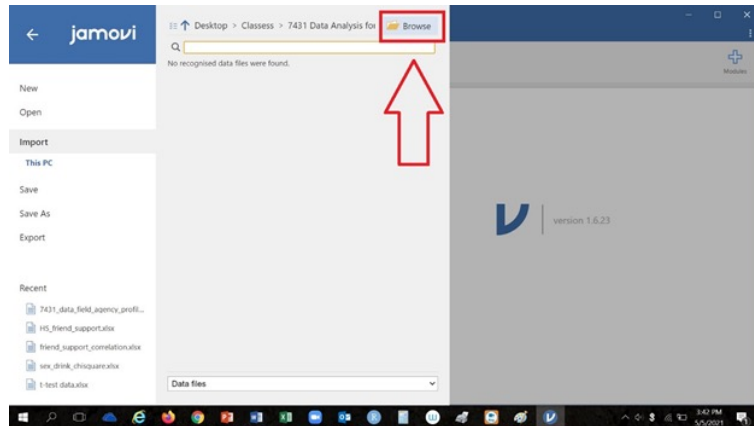 jamovi
Desktop > Classess > 7431 Data Analysis for
Browse
No recognised data files were found.
Modules
New
Open
Import
This PC
Save
Save As
Export
version 1.6.23
Recent
7431_data_field_agency_profil...
HS_friend_support.xlsx
friend_support_correlation.xlsx
sex_drink_chisquare.xlsx
t-test data.xlsx
Data files
3:42 PM
5/5/2021